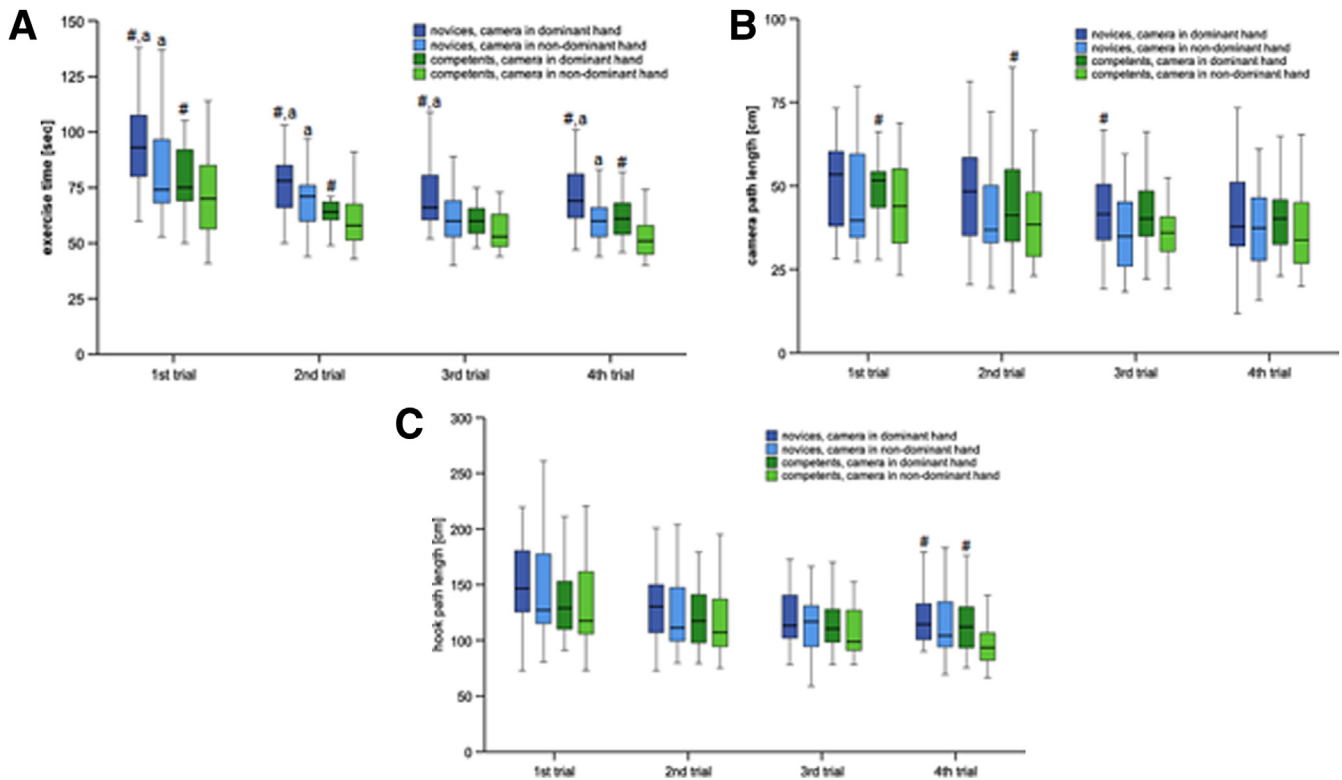 A
exercise time [sec]
150
125
100
75
50
25
0
#,a
a
#
#,a
a
#
#,a
#,a
a
#
novices, camera in dominant hand
novices, camera in non-dominant hand
competents, camera in dominant hand
competents, camera in non-dominant hand
1st trial
2nd trial
3rd trial
4th trial
B
camera path length [cm]
100
75
50
25
0
#
#
#
novices, camera in dominant hand
novices, camera in non-dominant hand
competents, camera in dominant hand
competents, camera in non-dominant hand
1st trial
2nd trial
3rd trial
4th trial
C
hook path length [cm]
300
250
200
150
100
50
0
#
#
novices, camera in dominant hand
novices, camera in non-dominant hand
competents, camera in dominant hand
competents, camera in non-dominant hand
1st trial
2nd trial
3rd trial
4th trial